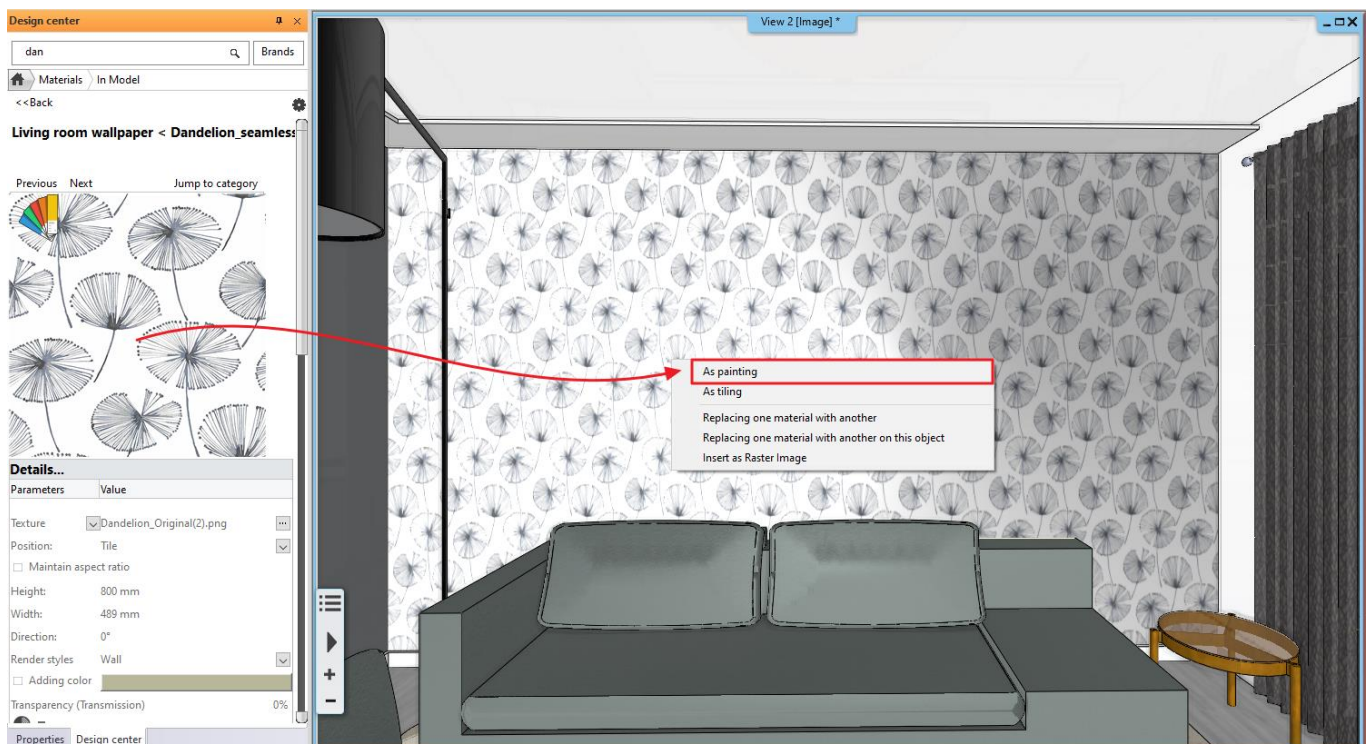 Design center
View 2 [Image] *
dan
Brands
Materials
In Model
<<Back
Living room wallpaper < Dandelion_seamless
Previous Next Jump to category
Details...
Parameters Value
Texture Dandelion_Original(2).png ...
Position: Tile
Maintain aspect ratio
Height: 800 mm
Width: 489 mm
Direction: 0°
Render styles Wall
Adding color
Transparency (Transmission) 0%
Properties Design center
As painting
As tiling
Replacing one material with another
Replacing one material with another on this object
Insert as Raster Image